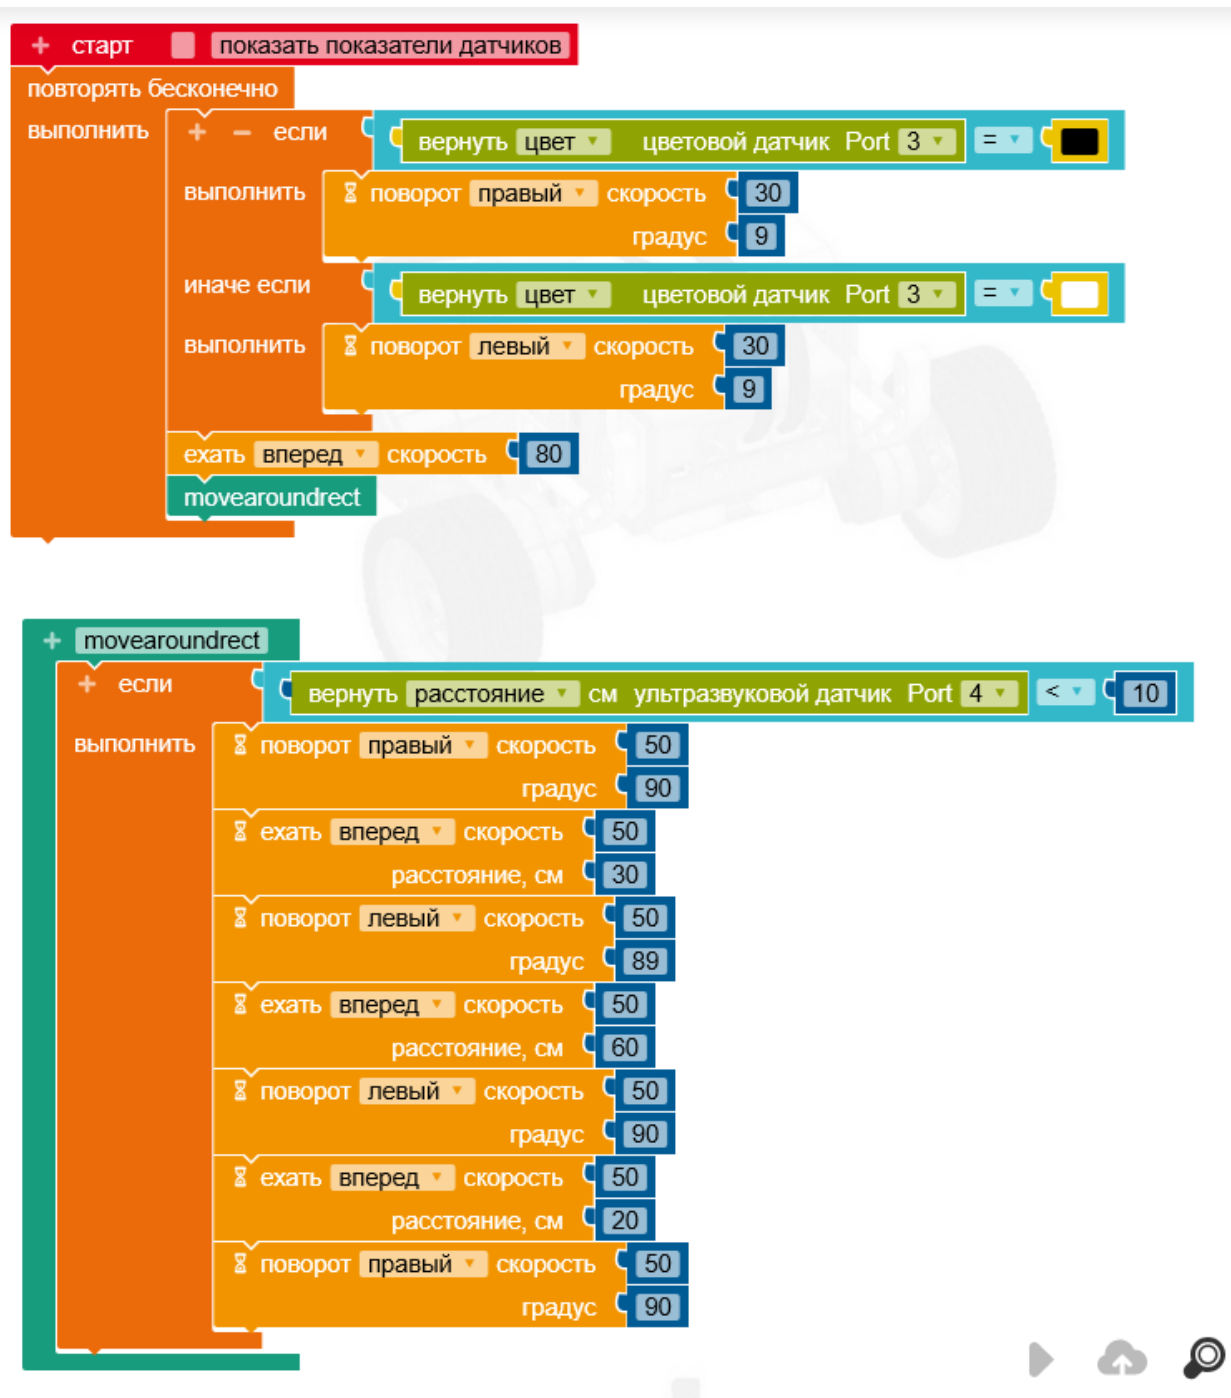 + старт показать показатели датчиков
повторять бесконечно
выполнить + − если вернуть цвет цветовой датчик Port 3 =
выполнить поворот правый скорость 30
градус 9
иначе если вернуть цвет цветовой датчик Port 3 =
выполнить поворот левый скорость 30
градус 9
ехать вперед скорость 80
movearoundrect
+ movearoundrect
+ если вернуть расстояние см ультразвуковой датчик Port 4 < 10
выполнить поворот правый скорость 50
градус 90
ехать вперед скорость 50
расстояние, см 30
поворот левый скорость 50
градус 89
ехать вперед скорость 50
расстояние, см 60
поворот левый скорость 50
градус 90
ехать вперед скорость 50
расстояние, см 20
поворот правый скорость 50
градус 90